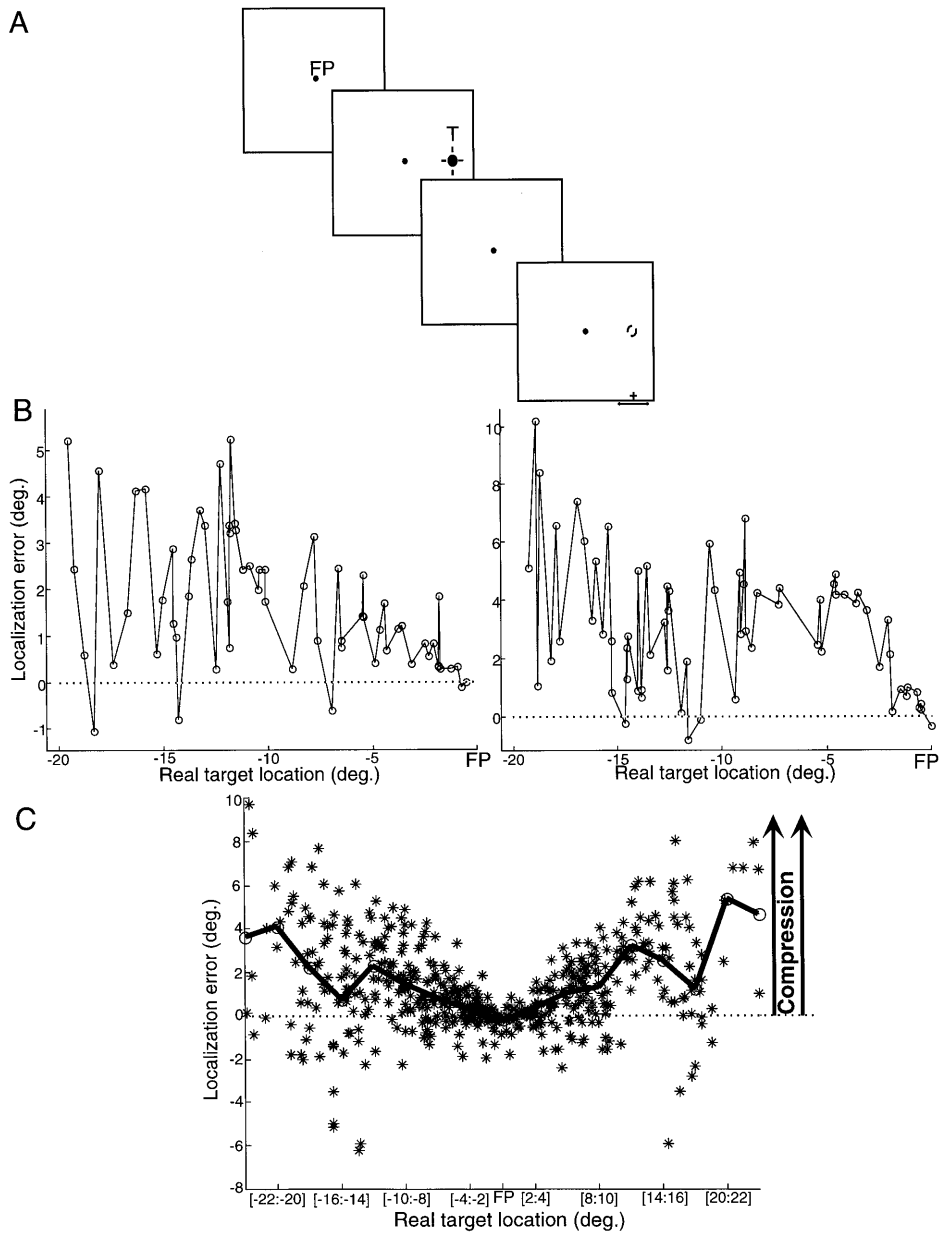 A
FP
T
B
Localization error (deg.)
5
4
3
2
1
0
-1
-20 -15 -10 -5 FP
Real target location (deg.)
10
8
6
4
2
0
-20 -15 -10 -5 FP
Real target location (deg.)
C
Localization error (deg.)
10
8
6
4
2
0
-2
-4
-6
-8
[-22:-20] [-16:-14] [-10:-8] [-4:-2] FP [2:4] [8:10] [14:16] [20:22]
Real target location (deg.)
Compression